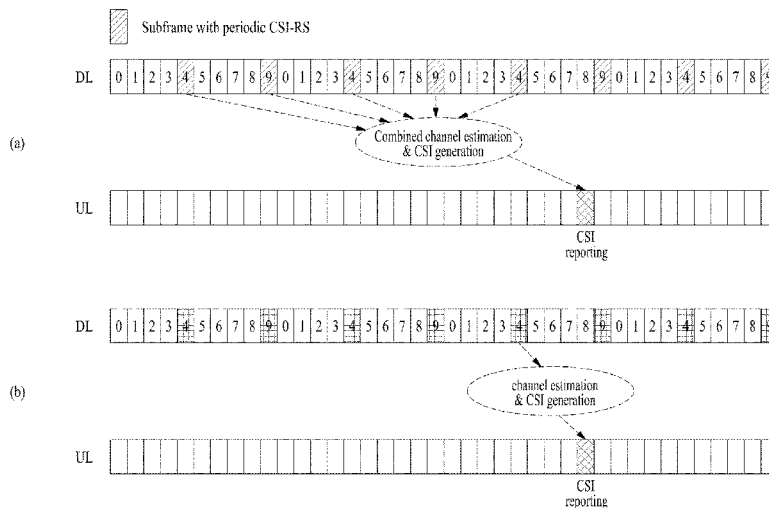 Subframe with periodic CSI-RS
DL 0 1 2 3 4 5 6 7 8 9 0 1 2 3 4 5 6 7 8 9 0 1 2 3 4 5 6 7 8 9 0 1 2 3 4 5 6 7 8 9
(a)
Combined channel estimation
& CSI generation
UL
CSI
reporting
DL 0 1 2 3 4 5 6 7 8 9 0 1 2 3 4 5 6 7 8 9 0 1 2 3 4 5 6 7 8 9 0 1 2 3 4 5 6 7 8 9
(b)
channel estimation
& CSI generation
UL
CSI
reporting